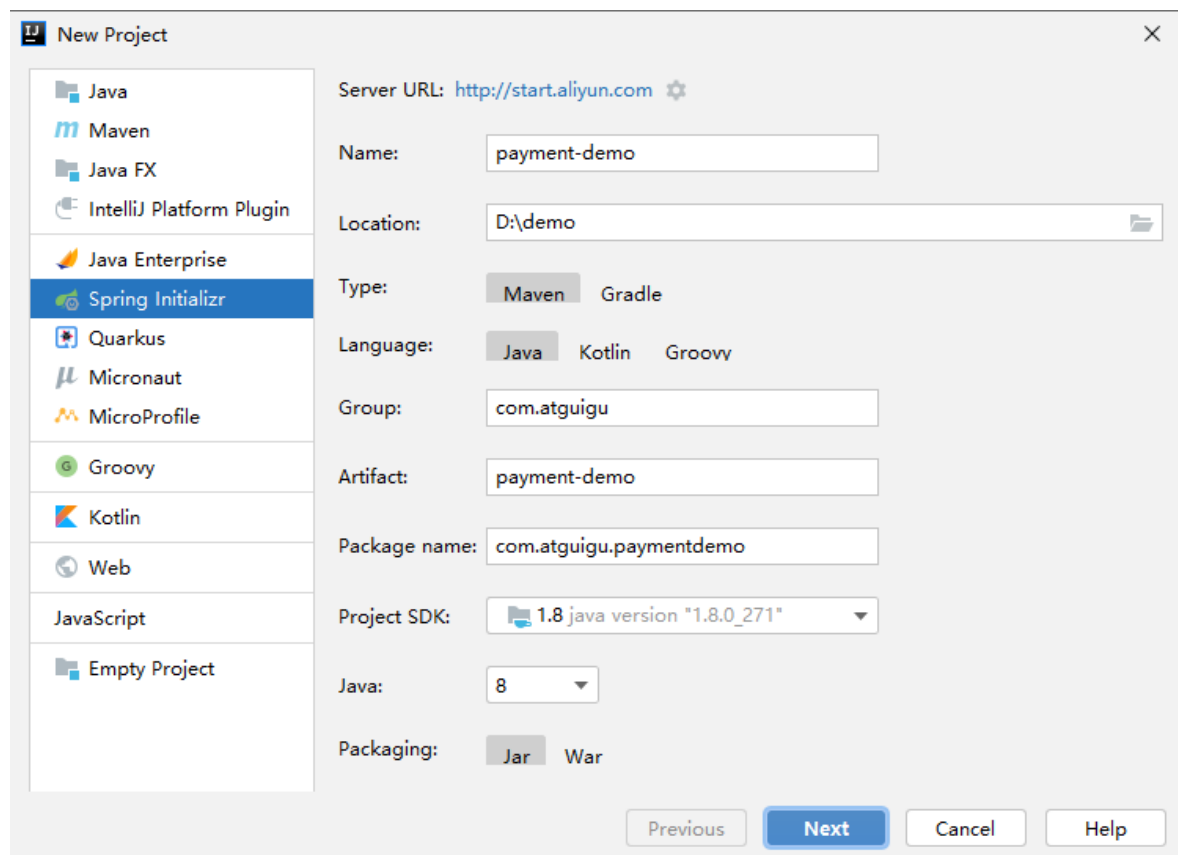 New Project
Java
Maven
Java FX
IntelliJ Platform Plugin
Java Enterprise
Spring Initializr
Quarkus
Micronaut
MicroProfile
Groovy
Kotlin
Web
JavaScript
Empty Project
Server URL: http://start.aliyun.com
Name: payment-demo
Location: D:\demo
Type: Maven Gradle
Language: Java Kotlin Groovy
Group: com.atguigu
Artifact: payment-demo
Package name: com.atguigu.paymentdemo
Project SDK: 1.8 java version "1.8.0_271"
Java: 8
Packaging: Jar War
Previous Next Cancel Help